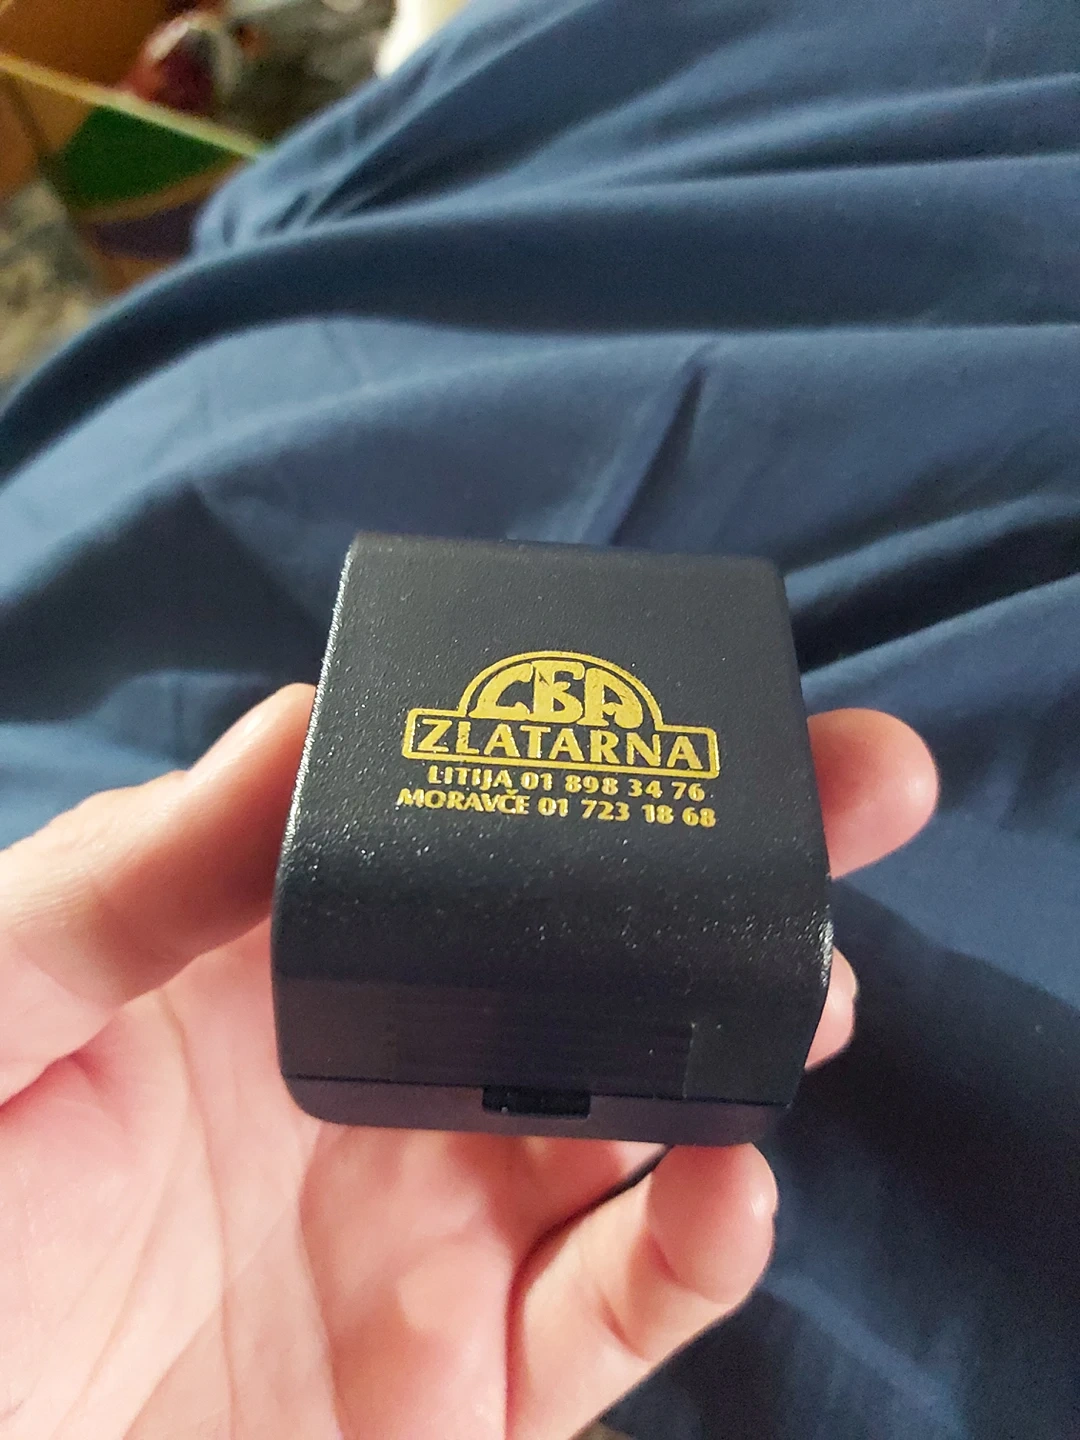 CBA
ZLATARNA
LITIJA 01 898 34 76
MORAVČE 01 723 18 68